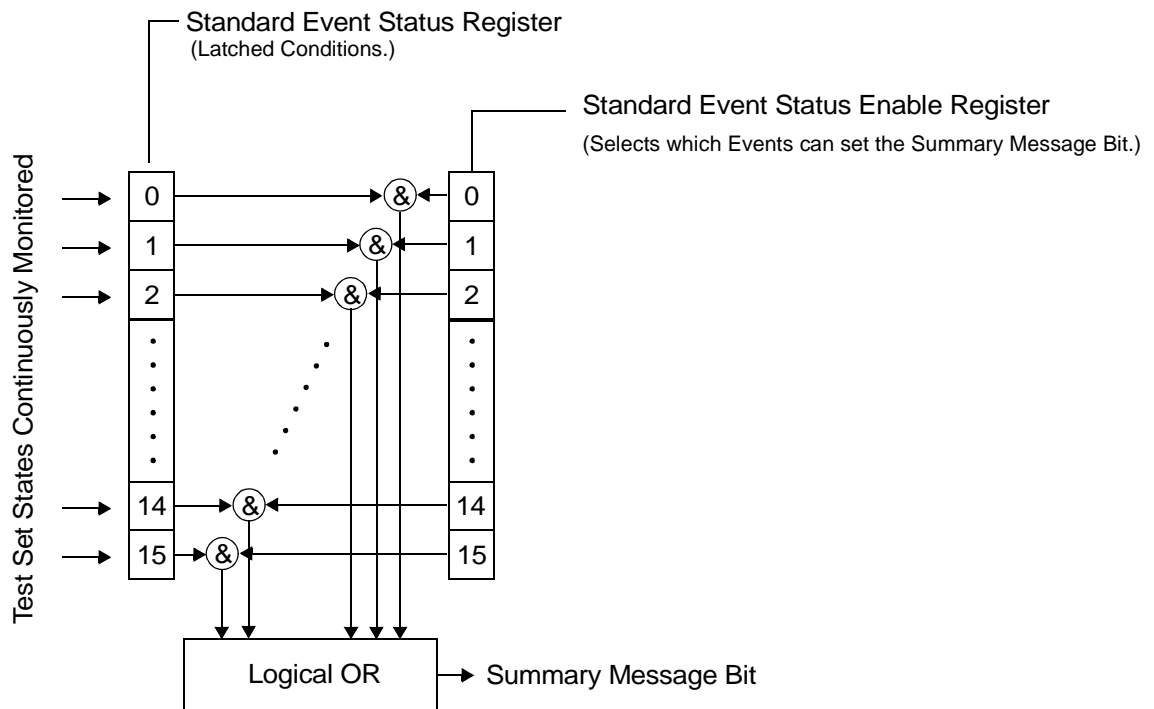 Standard Event Status Register
(Latched Conditions.)
Standard Event Status Enable Register
(Selects which Events can set the Summary Message Bit.)
Test Set States Continuously Monitored
0 & 0
1 & 1
2 & 2
14 & 14
15 & 15
Logical OR
Summary Message Bit